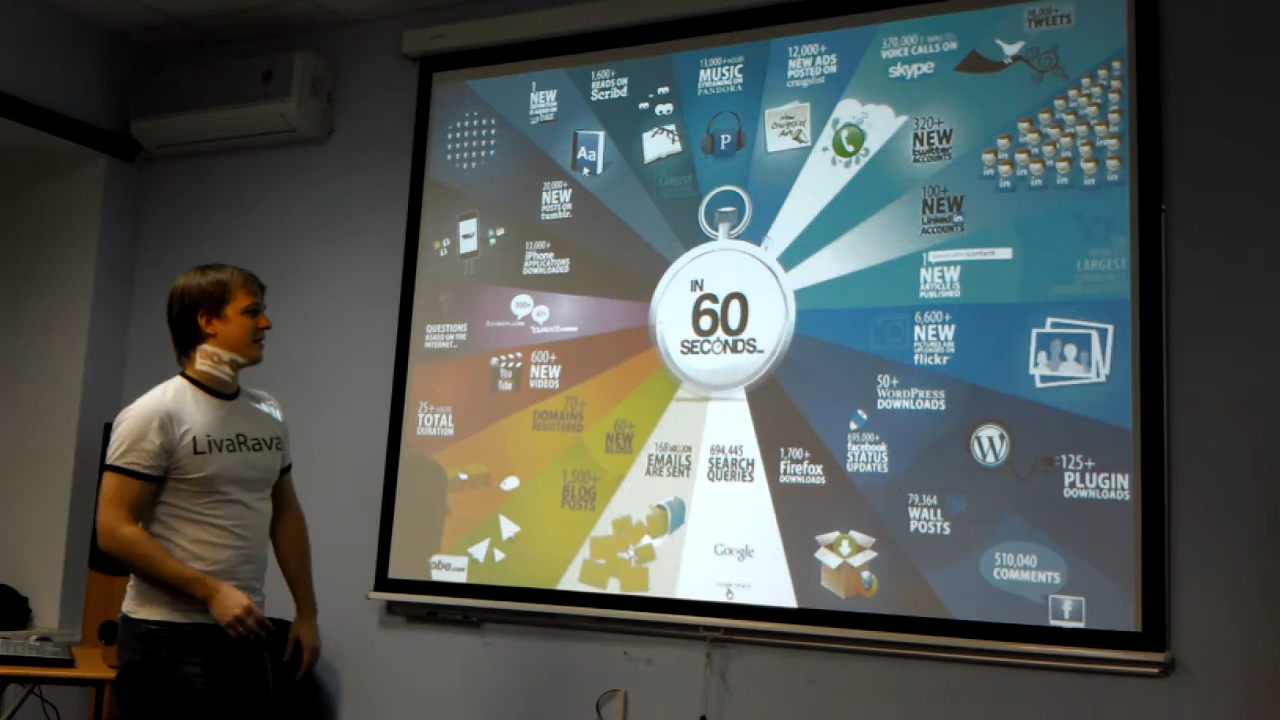 LivaRava
IN
60
SECONDS...
98,000+
TWEETS
370,000+
VOICE CALLS ON
skype
320+
NEW
twitter
ACCOUNTS
100+
NEW
Linkedin
ACCOUNTS
1
NEW
ARTICLE IS
PUBLISHED
LARGEST
6,600+
NEW
PICTURES ARE
UPLOADED ON
flickr
50+
WORDPRESS
DOWNLOADS
125+
PLUGIN
DOWNLOADS
695,000+
facebook
STATUS
UPDATES
79,364
WALL
POSTS
510,040
COMMENTS
1,700+
Firefox
DOWNLOADS
694,445
SEARCH
QUERIES
Google
168 MILLION
EMAILS
ARE SENT
60+
NEW
BLOGS
1,500+
BLOG
POSTS
70+
DOMAINS
REGISTERED
600+
NEW
VIDEOS
You
Tube
25+ HOURS
TOTAL
DURATION
QUESTIONS
ASKED ON THE
INTERNET...
13,000+
iPhone
APPLICATIONS
DOWNLOADED
20,000+
NEW
POSTS ON
tumblr.
1
NEW
Aa
1,600+
READS ON
Scribd
13,000+ HOURS
MUSIC
STREAMING ON
PANDORA
P
12,000+
NEW ADS
POSTED ON
craigslist